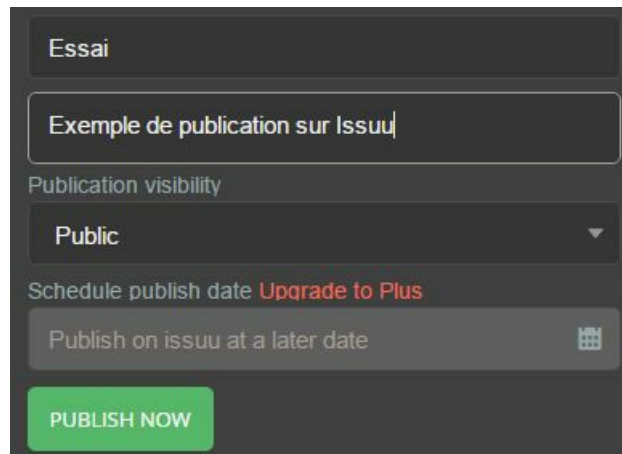 Essai
Exemple de publication sur Issuu
Publication visibility
Public
Schedule publish date Upgrade to Plus
Publish on issuu at a later date
PUBLISH NOW